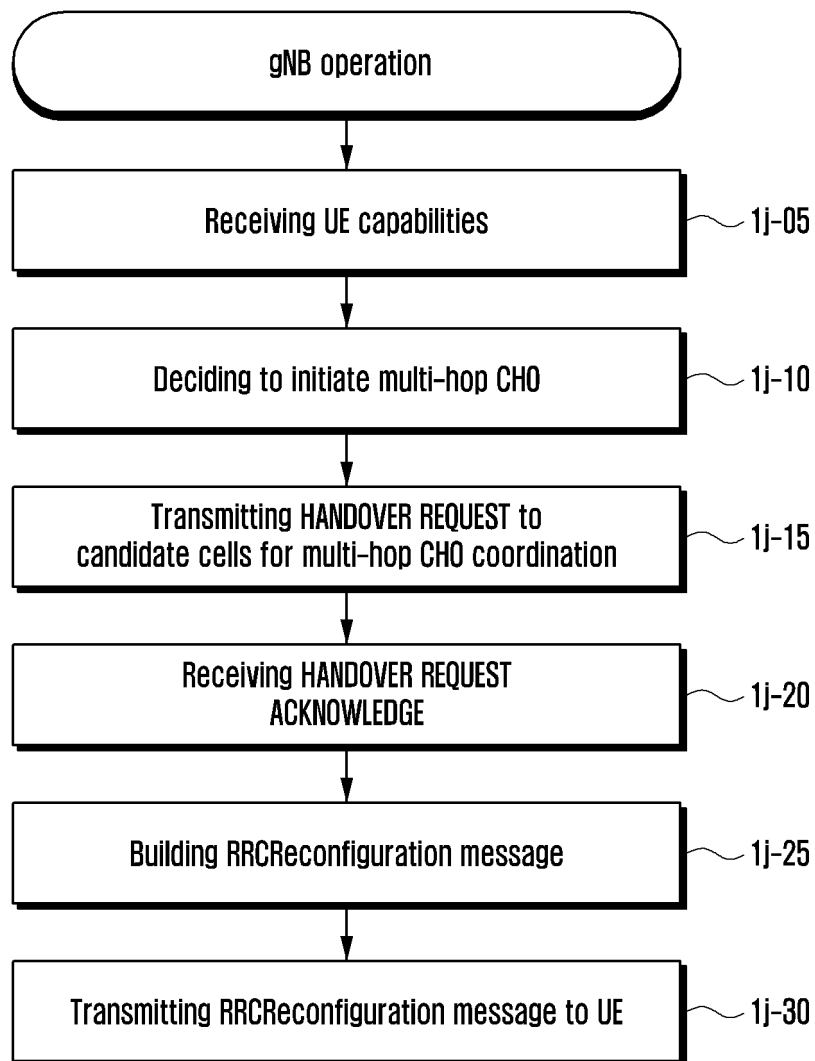 gNB operation
Receiving UE capabilities
1j-05
Deciding to initiate multi-hop CHO
1j-10
Transmitting HANDOVER REQUEST to
candidate cells for multi-hop CHO coordination
1j-15
Receiving HANDOVER REQUEST
ACKNOWLEDGE
1j-20
Building RRCReconfiguration message
1j-25
Transmitting RRCReconfiguration message to UE
1j-30